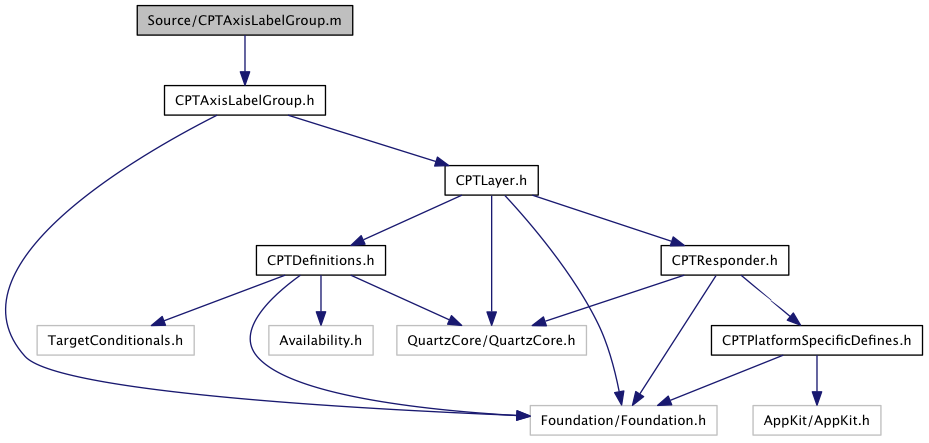 Source/CPTAxisLabelGroup.m
CPTAxisLabelGroup.h
CPTLayer.h
CPTDefinitions.h
CPTResponder.h
TargetConditionals.h
Availability.h
QuartzCore/QuartzCore.h
CPTPlatformSpecificDefines.h
Foundation/Foundation.h
AppKit/AppKit.h